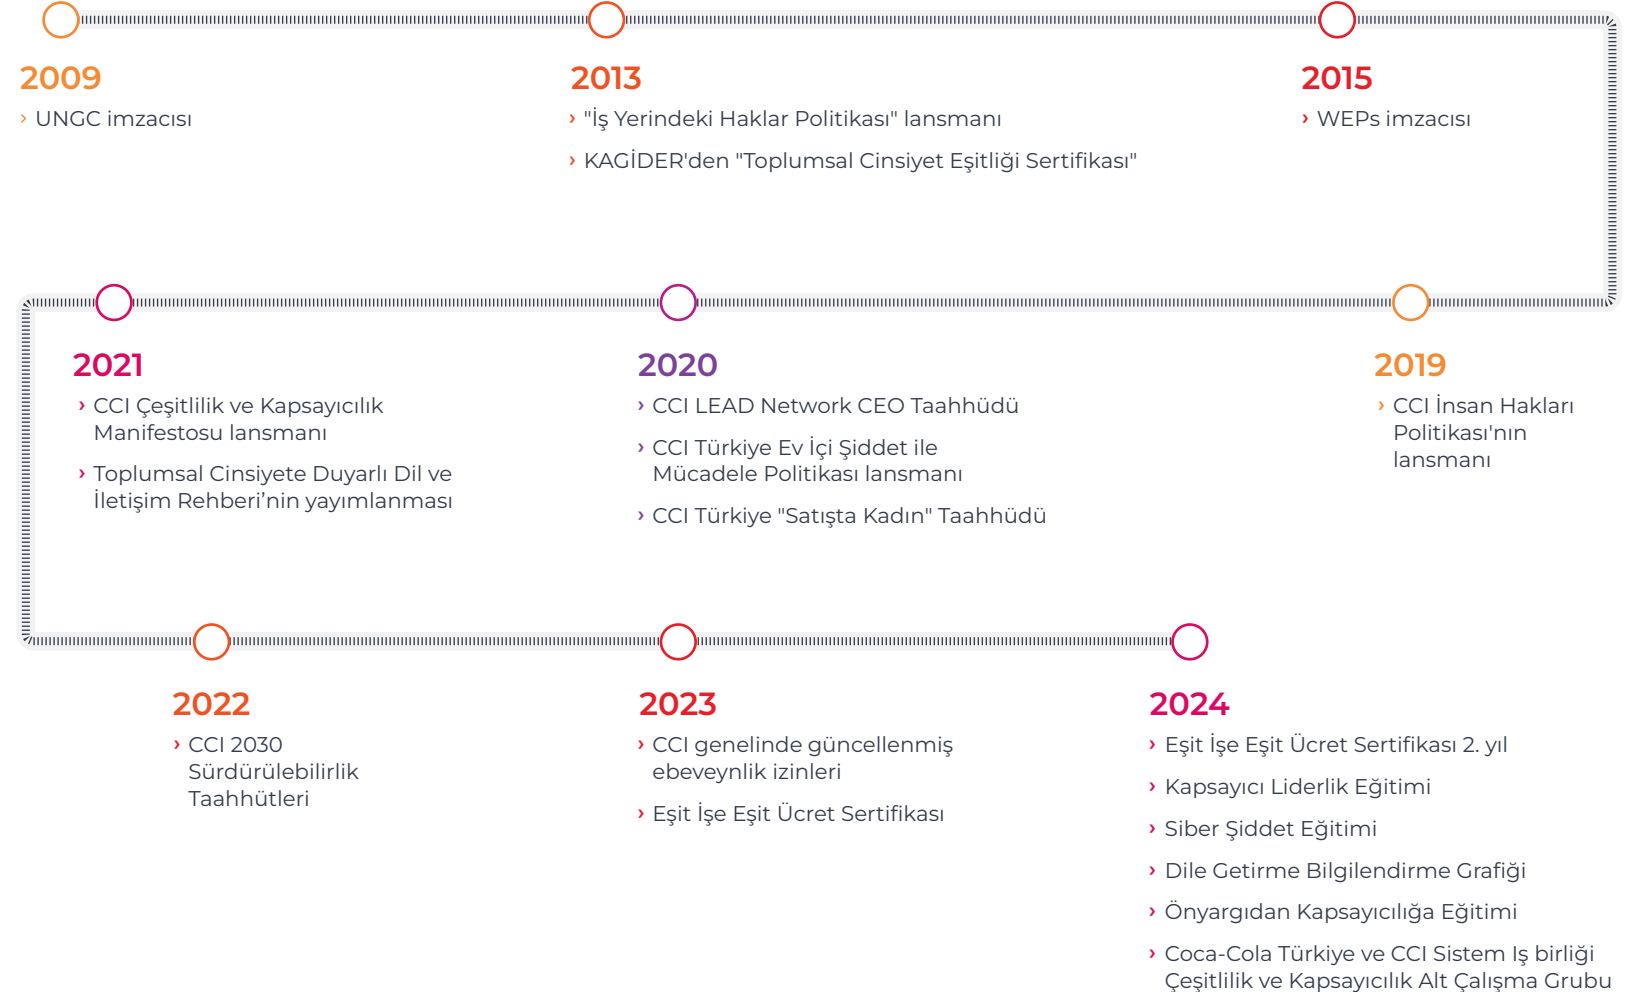 2009
› UNGC imzacısı
2013
› "İş Yerindeki Haklar Politikası" lansmanı
› KAGİDER'den "Toplumsal Cinsiyet Eşitliği Sertifikası"
2015
› WEPs imzacısı
2019
› CCI İnsan Hakları
Politikası'nın
lansmanı
2020
› CCI LEAD Network CEO Taahhüdü
› CCI Türkiye Ev İçi Şiddet ile
Mücadele Politikası lansmanı
› CCI Türkiye "Satışta Kadın" Taahhüdü
2021
› CCI Çeşitlilik ve Kapsayıcılık
Manifestosu lansmanı
› Toplumsal Cinsiyete Duyarlı Dil ve
İletişim Rehberi’nin yayımlanması
2022
› CCI 2030
Sürdürülebilirlik
Taahhütleri
2023
› CCI genelinde güncellenmiş
ebeveynlik izinleri
› Eşit İşe Eşit Ücret Sertifikası
2024
› Eşit İşe Eşit Ücret Sertifikası 2. yıl
› Kapsayıcı Liderlik Eğitimi
› Siber Şiddet Eğitimi
› Dile Getirme Bilgilendirme Grafiği
› Önyargıdan Kapsayıcılığa Eğitimi
› Coca-Cola Türkiye ve CCI Sistem Iş birliği
Çeşitlilik ve Kapsayıcılık Alt Çalışma Grubu